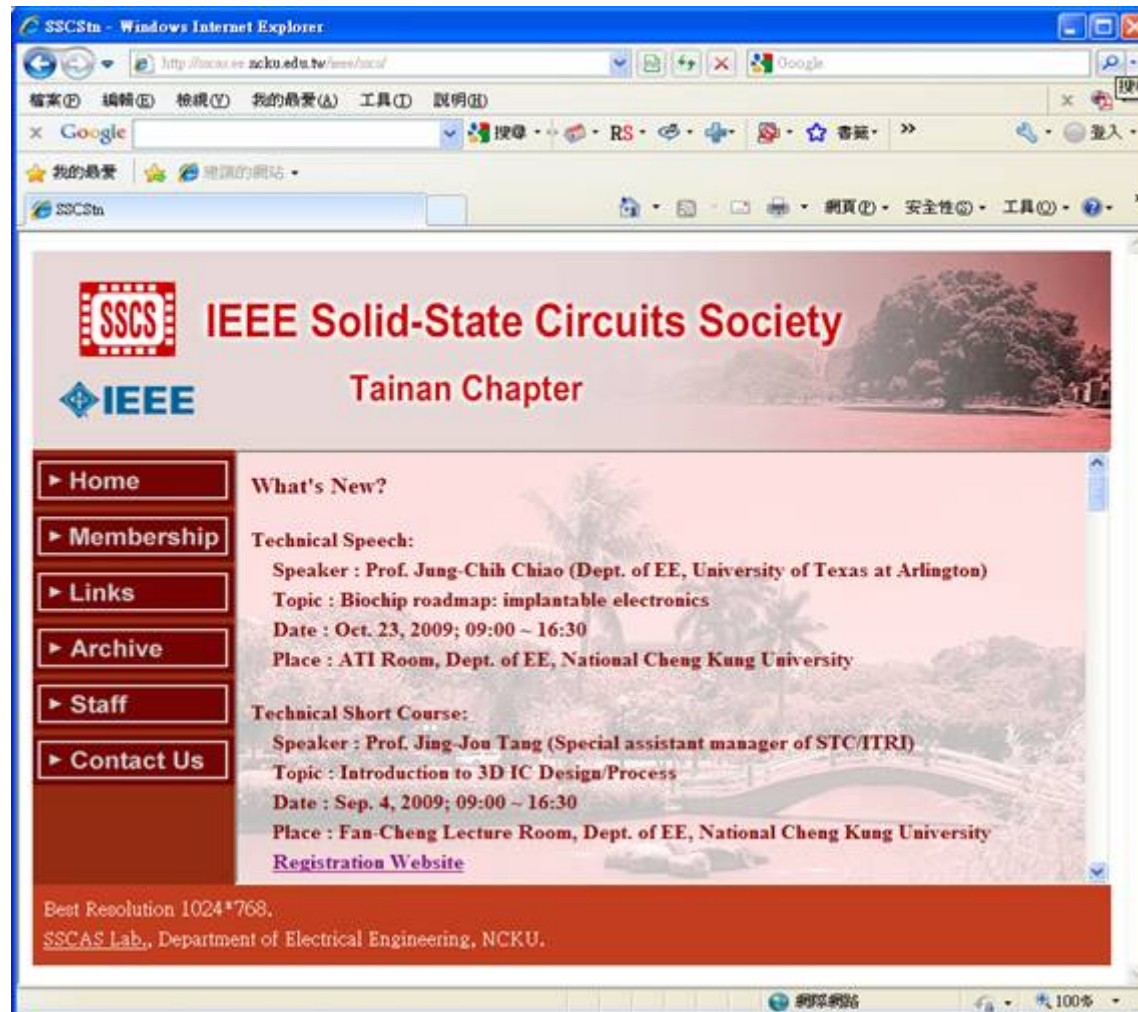 SSCStn - Windows Internet Explorer
ncku.edu.tw
Google
檔案(F) 編輯(E) 檢視(V) 我的最愛(A) 工具(T) 說明(H)
x Google 搜尋 RS 書籤 » 登入
我的最愛 建議的網站
SSCStn 網頁(P) 安全性(S) 工具(O)
SSCS
IEEE Solid-State Circuits Society
IEEE
Tainan Chapter
Home
Membership
Links
Archive
Staff
Contact Us
What's New?
Technical Speech:
Speaker : Prof. Jung-Chih Chiao (Dept. of EE, University of Texas at Arlington)
Topic : Biochip roadmap: implantable electronics
Date : Oct. 23, 2009; 09:00 ~ 16:30
Place : ATI Room, Dept. of EE, National Cheng Kung University
Technical Short Course:
Speaker : Prof. Jing-Jou Tang (Special assistant manager of STC/ITRI)
Topic : Introduction to 3D IC Design/Process
Date : Sep. 4, 2009; 09:00 ~ 16:30
Place : Fan-Cheng Lecture Room, Dept. of EE, National Cheng Kung University
Registration Website
Best Resolution 1024*768.
SSCAS Lab., Department of Electrical Engineering, NCKU.
網際網路 100%